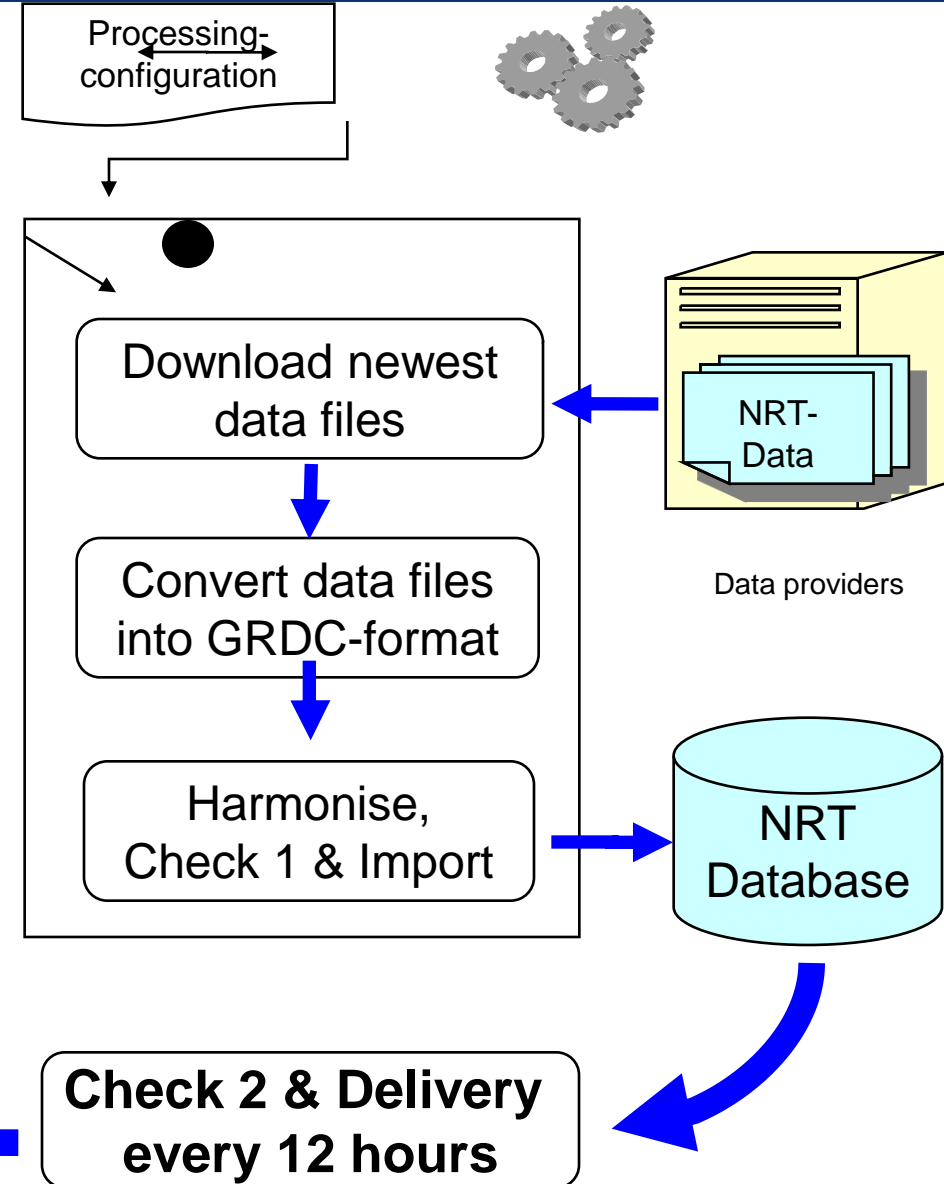 Processing-
configuration
Download newest
data files
NRT-
Data
Convert data files
into GRDC-format
Data providers
Harmonise,
Check 1 & Import
NRT
Database
Check 2 & Delivery
every 12 hours